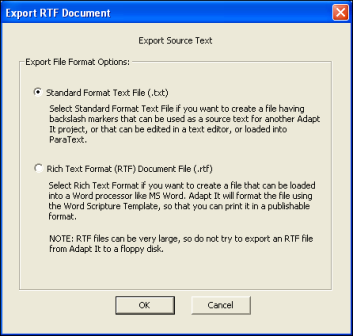 Export RTF Document
Export Source Text
Export File Format Options:
Standard Format Text File (.txt)
Select Standard Format Text File if you want to create a file having
backslash markers that can be used as a source text for another Adapt
It project, or that can be edited in a text editor, or loaded into
ParaText.
Rich Text Format (RTF) Document File (.rtf)
Select Rich Text Format if you want to create a file that can be loaded
into a Word processor like MS Word. Adapt It will format the file using
the Word Scripture Template, so that you can print it in a publishable
format.
NOTE: RTF files can be very large, so do not try to export an RTF file
from Adapt It to a floppy disk.
OK
Cancel